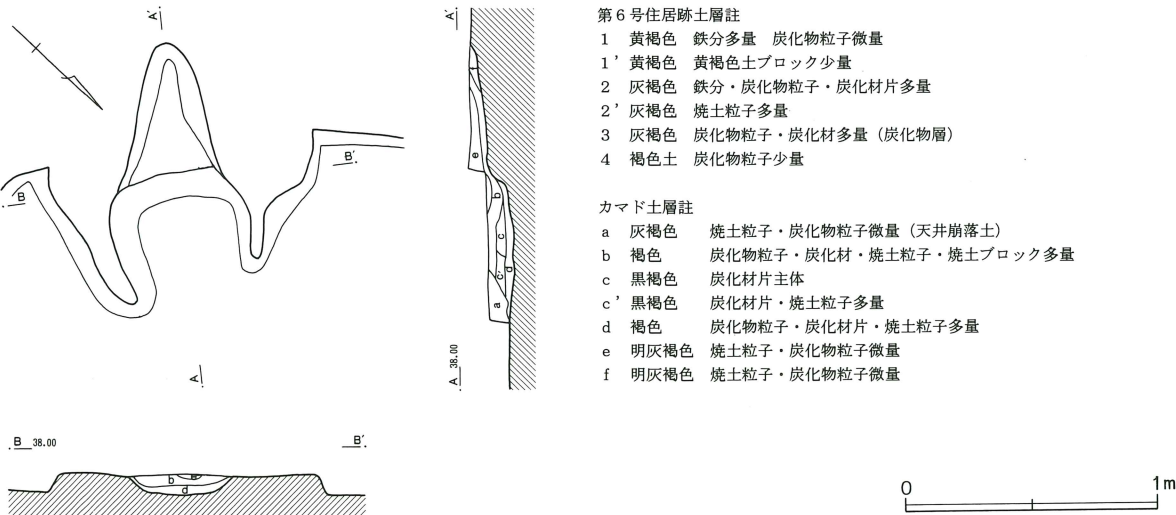 第6号住居跡土層註
1 黄褐色 鉄分多量 炭化物粒子微量
1’ 黄褐色 黄褐色土ブロック少量
2 灰褐色 鉄分・炭化物粒子・炭化材片多量
2’ 灰褐色 焼土粒子多量
3 灰褐色 炭化物粒子・炭化材多量（炭化物層）
4 褐色土 炭化物粒子少量
カマド土層註
a 灰褐色 焼土粒子・炭化物粒子微量（天井崩落土）
b 褐色 炭化物粒子・炭化材・焼土粒子・焼土ブロック多量
c 黒褐色 炭化材片主体
c’ 黒褐色 炭化材片・焼土粒子多量
d 褐色 炭化物粒子・炭化材片・焼土粒子多量
e 明灰褐色 焼土粒子・炭化物粒子微量
f 明灰褐色 焼土粒子・炭化物粒子微量
A’
B
B’
A
A’
f
e
b
c
c’
d
a
A 38.00
B 38.00
B’
b
a
d
0 1m